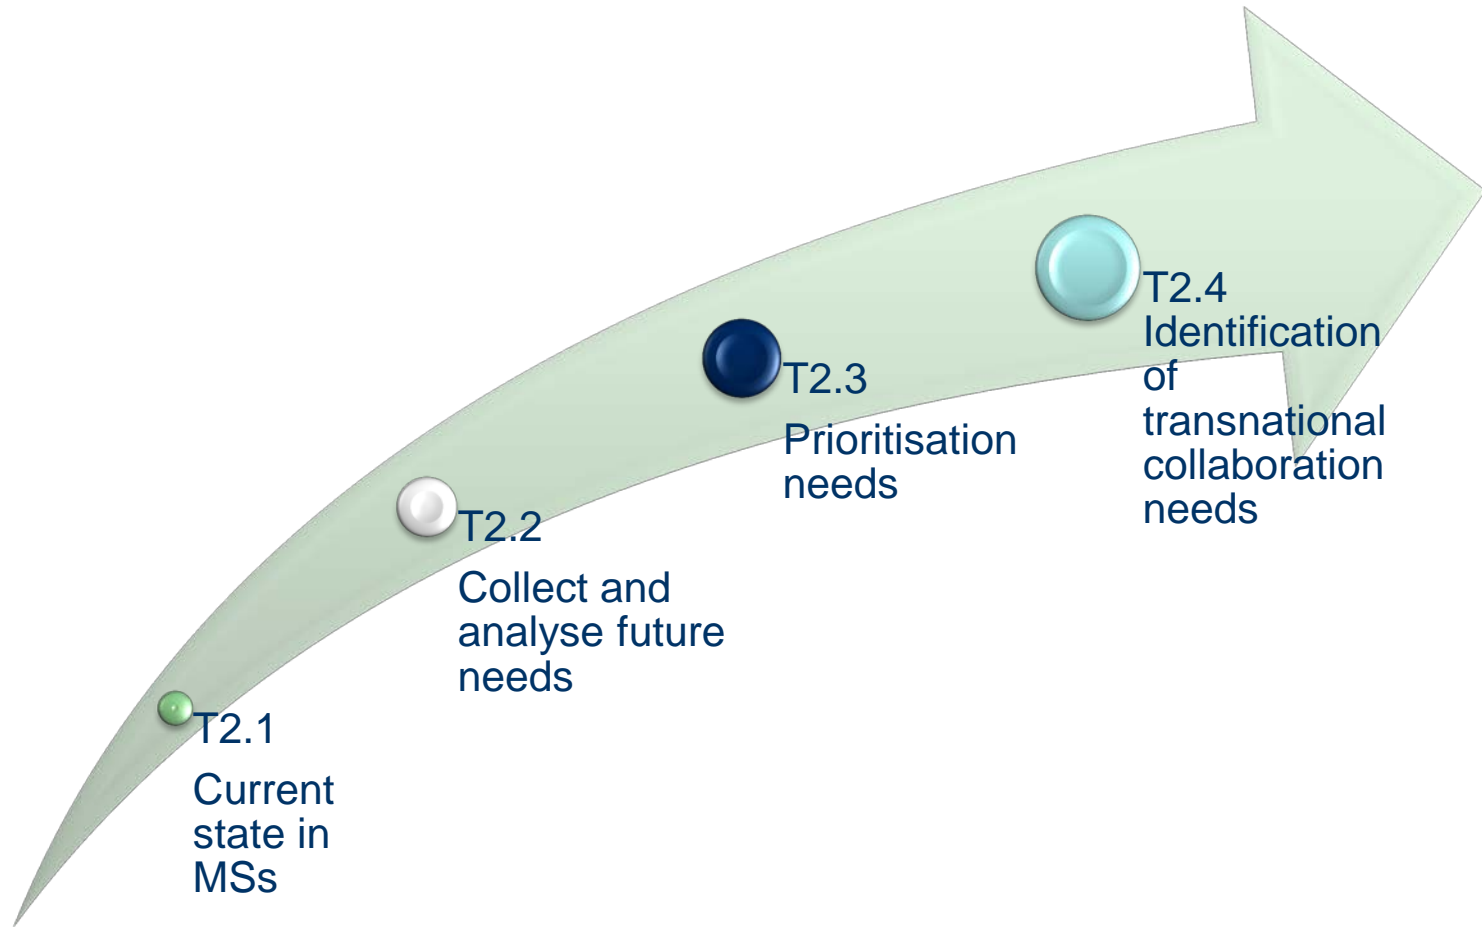 T2.1
Current
state in
MSs
T2.2
Collect and
analyse future
needs
T2.3
Prioritisation
needs
T2.4
Identification
of
transnational
collaboration
needs